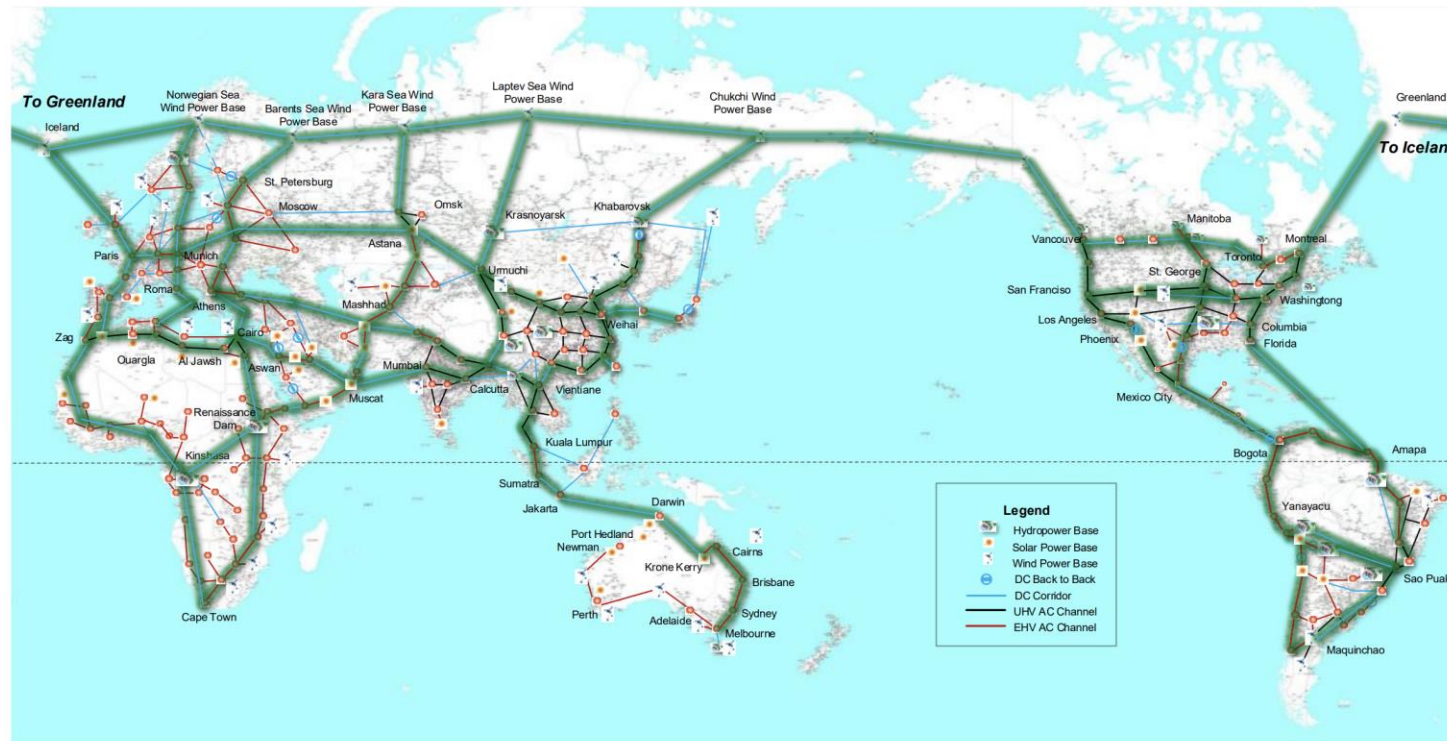 To Greenland
Iceland
Norwegian Sea
Wind Power Base
Barents Sea Wind
Power Base
Kara Sea Wind
Power Base
Laptev Sea Wind
Power Base
Chukchi Wind
Power Base
Greenland
To Icelan
St. Petersburg
Moscow
Omsk
Krasnoyarsk
Khabarovsk
Astana
Paris
Munich
Urmuchi
Vancouver
Manitoba
Montreal
Toronto
St. George
Roma
Athens
Mashhad
Weihai
San Franciso
Washingtong
Zag
Cairo
Los Angeles
Columbia
Phoenix
Florida
Ouargla
Al Jawsh
Aswan
Mumbai
Calcutta
Vientiane
Muscat
Mexico City
Renaissance
Dam
Kinshasa
Kuala Lumpur
Bogota
Amapa
Sumatra
Jakarta
Darwin
Yanayacu
Port Hedland
Newman
Cairns
Krone Kerry
Brisbane
Sao Pual
Perth
Adelaide
Sydney
Melbourne
Cape Town
Maquinchao
Legend
Hydropower Base
Solar Power Base
Wind Power Base
DC Back to Back
DC Corridor
UHV AC Channel
EHV AC Channel